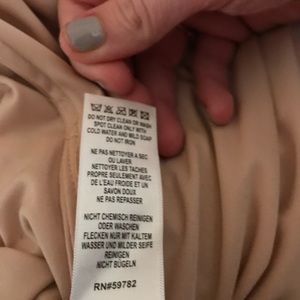 DO NOT DRY CLEAN OR WASH
SPOT CLEAN ONLY WITH
COLD WATER AND MILD SOAP
DO NOT IRON
NE PAS NETTOYER A SEC
OU LAVER
NETTOYER LES TACHES
PROPRE SEULEMENT AVEC
DE L'EAU FROIDE ET UN
SAVON DOUX
NE PAS REPASSER
NICHT CHEMISCH REINIGEN
ODER WASCHEN
FLECKEN NUR MIT KALTEM
WASSER UND MILDER SEIFE
REINIGEN
NICHT BÜGELN
RN#59782